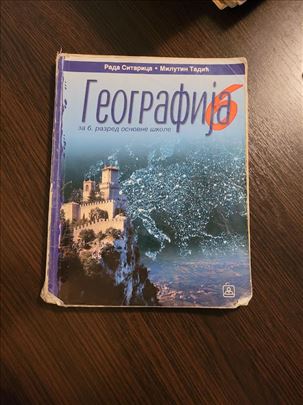 Рада Ситарица • Милутин Тадић
Географија 6
за 6. разред основне школе